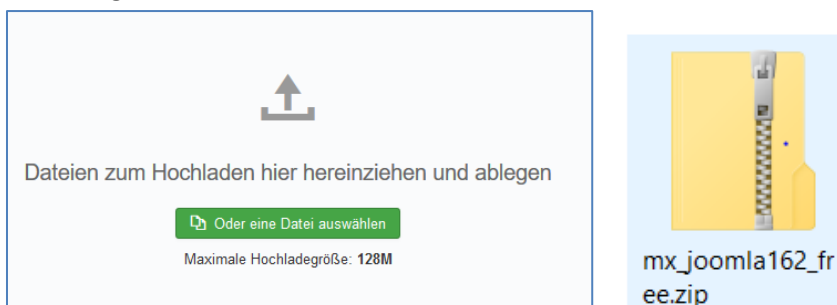 Dateien zum Hochladen hier hereinziehen und ablegen
Oder eine Datei auswählen
Maximale Hochladegröße: 128M
mx_joomla162_fr
ee.zip